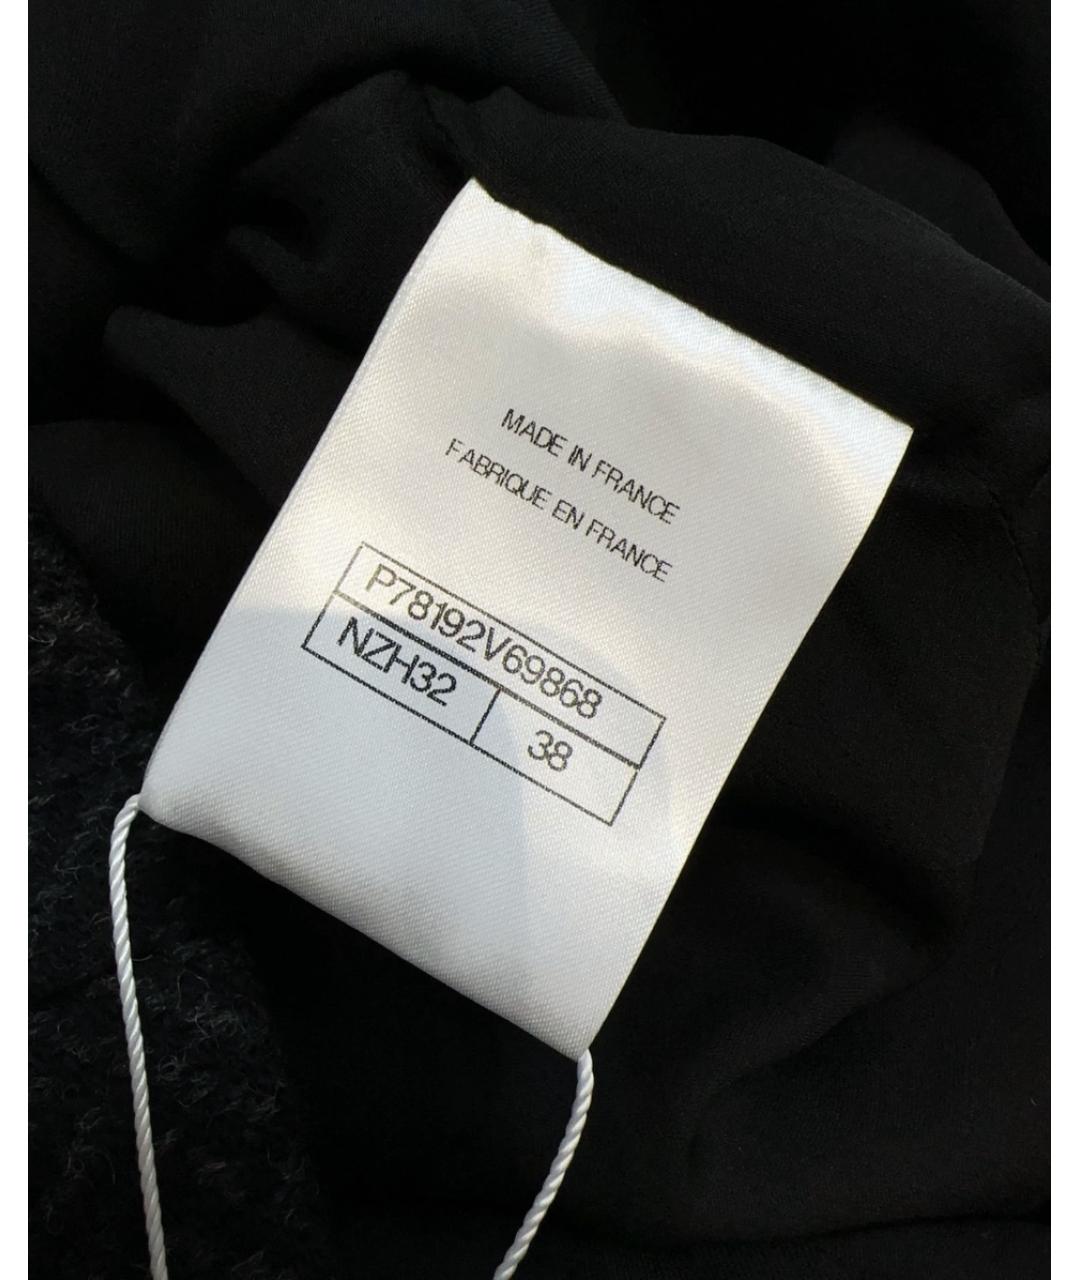 MADE IN FRANCE
FABRIQUE EN FRANCE
P78192V69868
NZH32 38